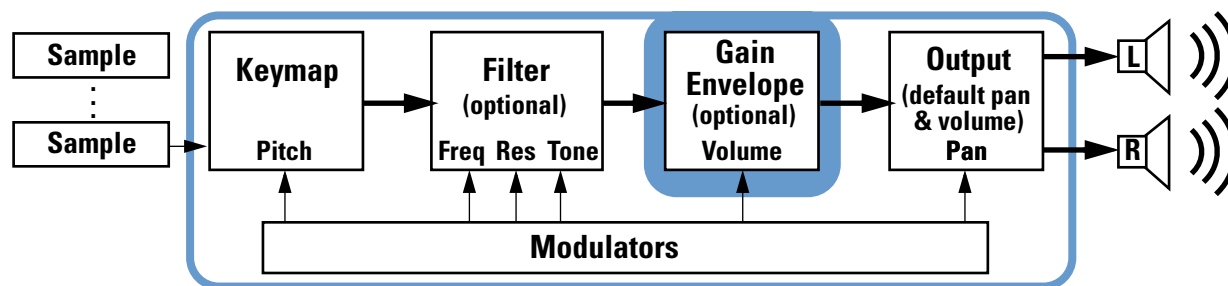 Sample
Sample
Keymap
Pitch
Filter
(optional)
Freq Res Tone
Gain
Envelope
(optional)
Volume
Output
(default pan
& volume)
Pan
L
R
Modulators